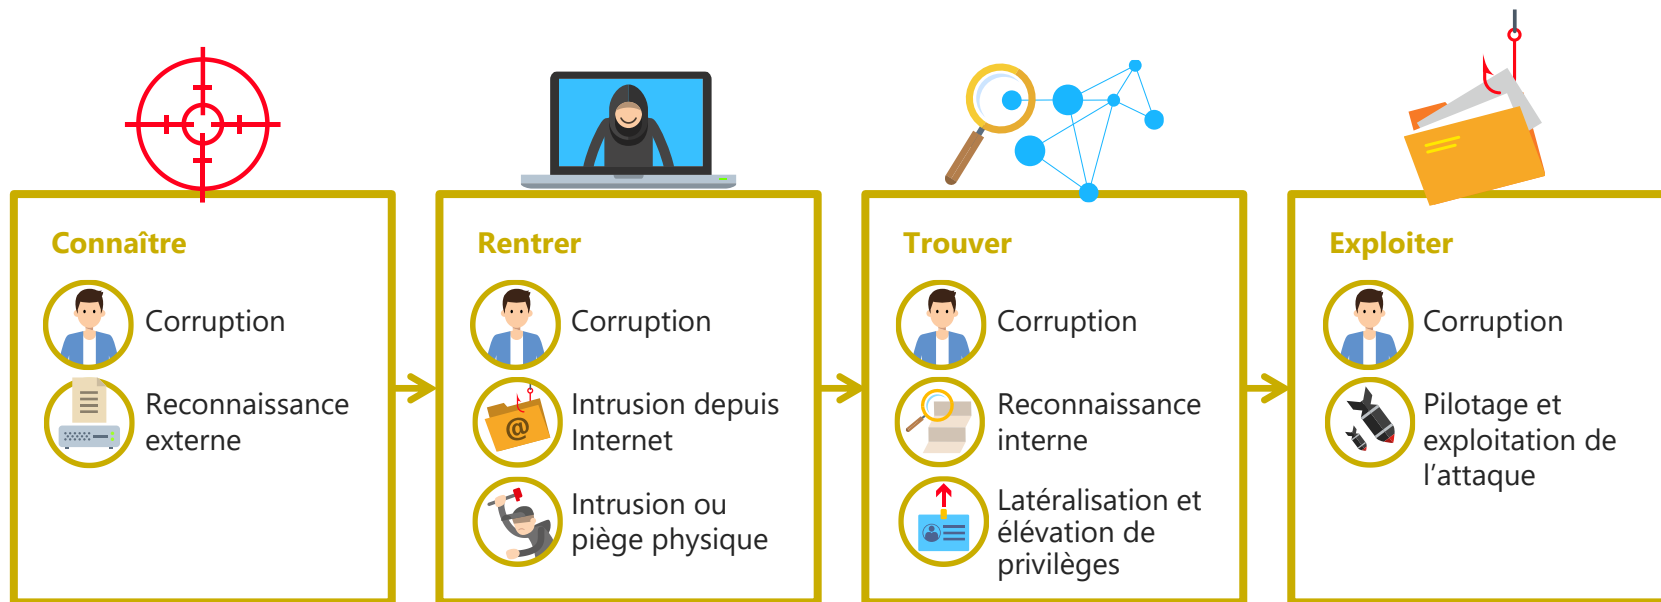 Connaître
Corruption
Reconnaissance
externe
Rentrer
Corruption
@
Intrusion depuis
Internet
Intrusion ou
piège physique
Trouver
Corruption
Reconnaissance
interne
Latéralisation et
élévation de
privilèges
Exploiter
Corruption
Pilotage et
exploitation de
l'attaque